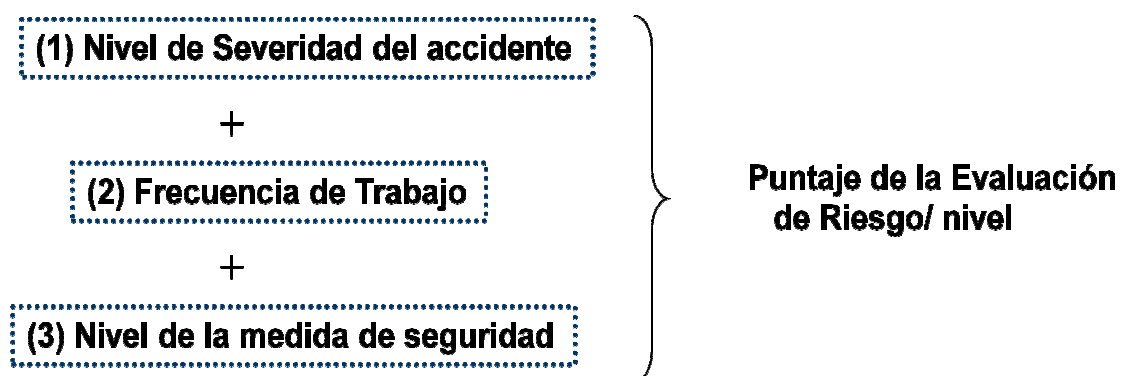 (1) Nivel de Severidad del accidente
+
(2) Frecuencia de Trabajo
+
(3) Nivel de la medida de seguridad
Puntaje de la Evaluación
de Riesgo/ nivel